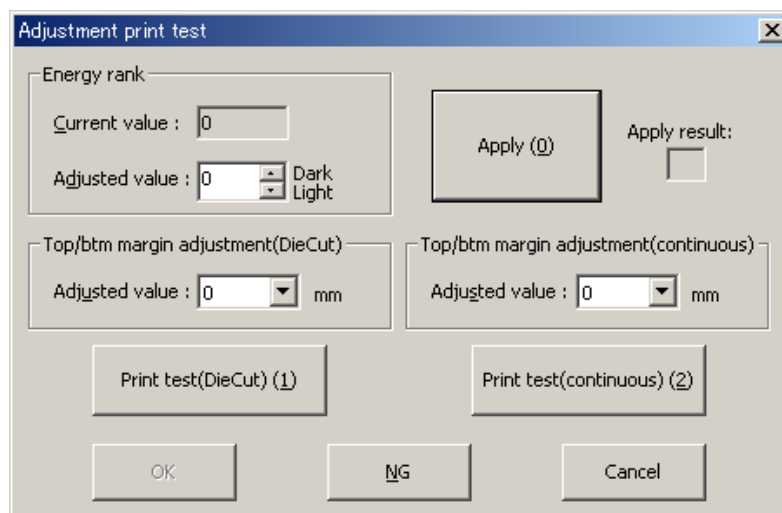 Adjustment print test
Energy rank
Current value : 0
Adjusted value : 0 Dark
Light
Apply (0)
Apply result:
Top/btm margin adjustment(DieCut)
Adjusted value : 0 mm
Top/btm margin adjustment(continuous)
Adjusted value : 0 mm
Print test(DieCut) (1)
Print test(continuous) (2)
OK
NG
Cancel